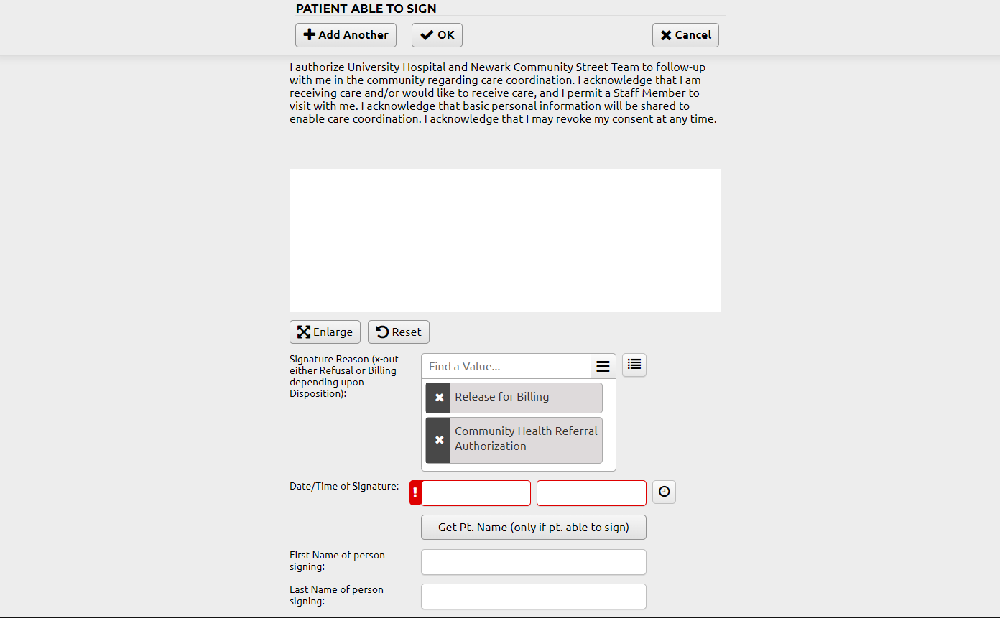 PATIENT ABLE TO SIGN
Add Another
OK
Cancel
I authorize University Hospital and Newark Community Street Team to follow-up
with me in the community regarding care coordination. I acknowledge that I am
receiving care and/or would like to receive care, and I permit a Staff Member to
visit with me. I acknowledge that basic personal information will be shared to
enable care coordination. I acknowledge that I may revoke my consent at any time.
Enlarge
Reset
Signature Reason (x-out
either Refusal or Billing
depending upon
Disposition):
Find a Value...
Release for Billing
Community Health Referral
Authorization
Date/Time of Signature:
!
Get Pt. Name (only if pt. able to sign)
First Name of person
signing:
Last Name of person
signing: